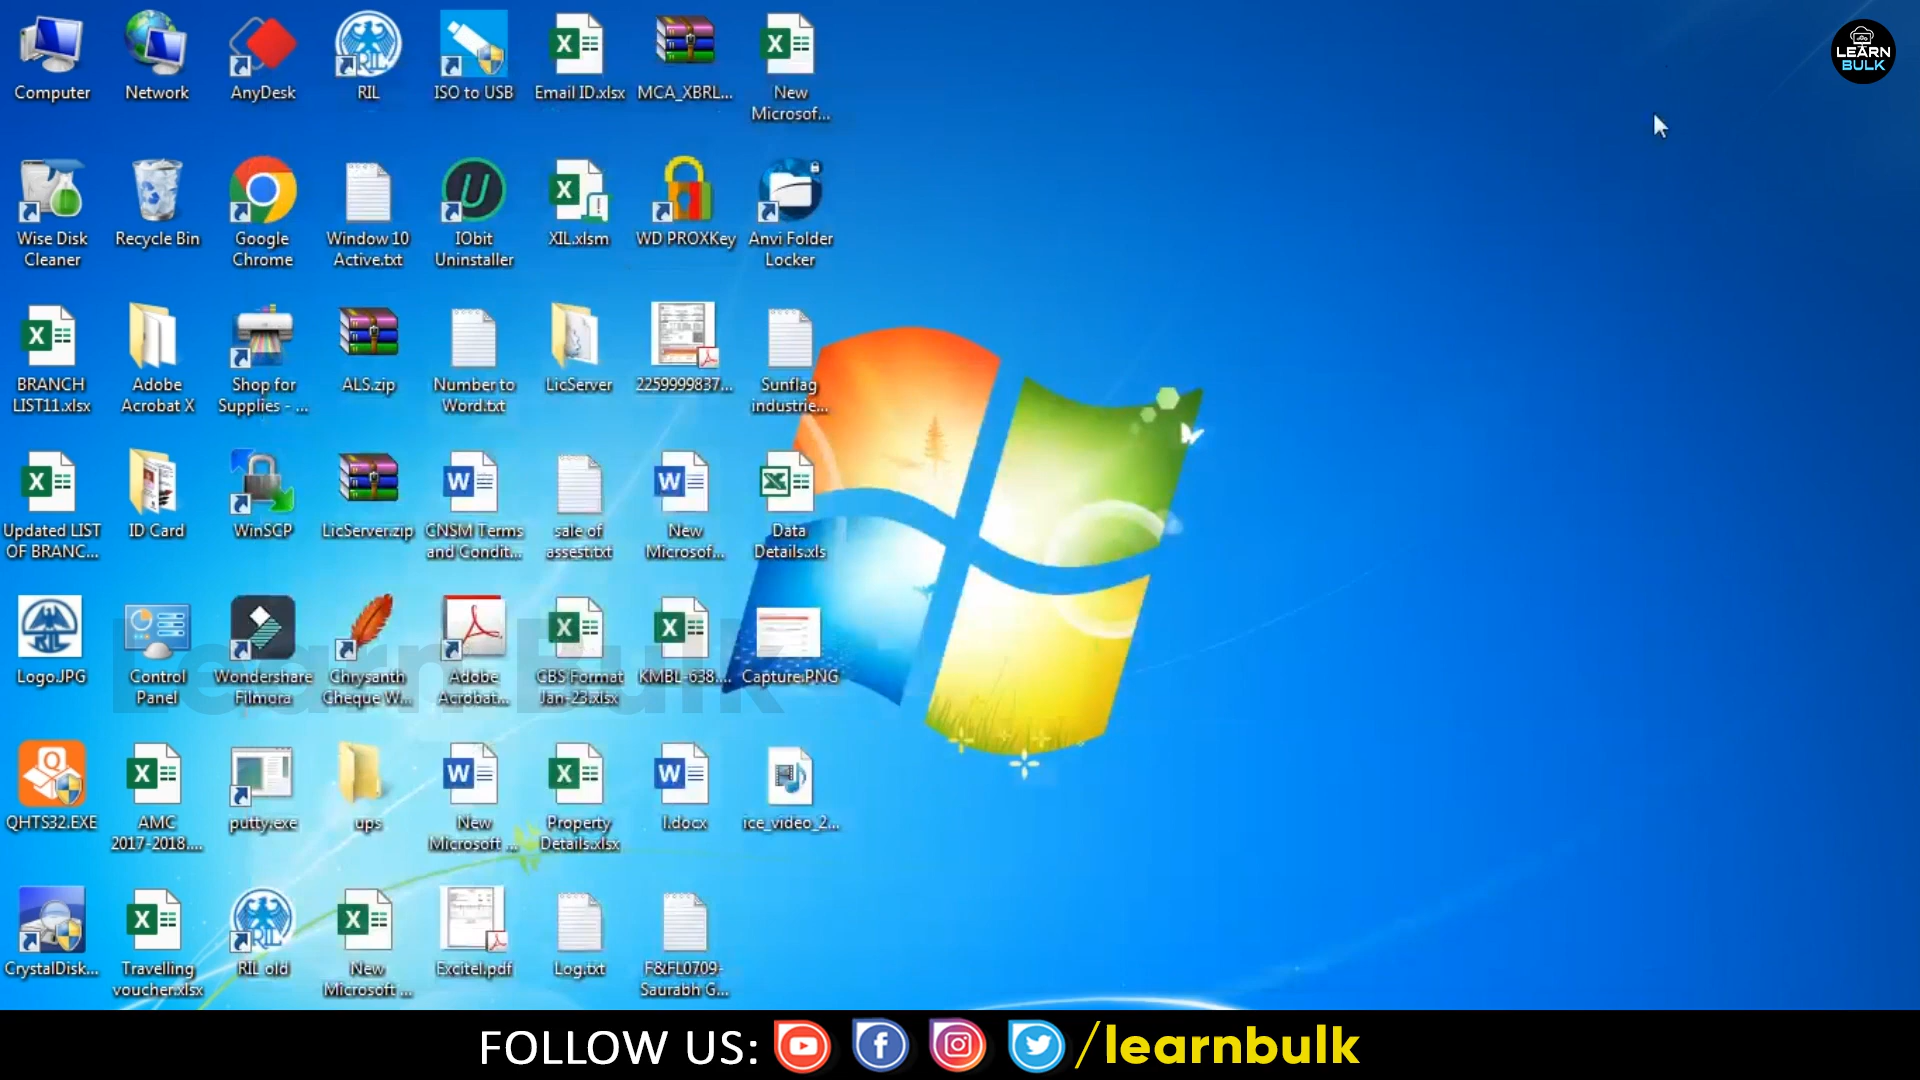 LEARN
BULK
Computer
Network
AnyDesk
RIL
ISO to USB
Email ID.xlsx
MCA_XBRL...
New
Microsof...
Wise Disk
Cleaner
Recycle Bin
Google
Chrome
Window 10
Active.txt
IObit
Uninstaller
XIL.xlsm
WD PROXKey
Anvi Folder
Locker
BRANCH
LIST11.xlsx
Adobe
Acrobat X
Shop for
Supplies - ...
ALS.zip
Number to
Word.txt
LicServer
2259999837...
Sunflag
industrie...
Updated LIST
OF BRANC...
ID Card
WinSCP
LicServer.zip
CNSM Terms
and Condit...
sale of
assest.txt
New
Microsof...
Data
Details.xls
RIL
Logo.JPG
Control
Panel
Wondershare
Filmora
Chrysanth
Cheque W...
Adobe
Acrobat...
CBS Format
Jan-23.xlsx
KMBL-638...
Capture.PNG
Learn Bulk
QHTS32.EXE
AMC
2017-2018....
putty.exe
ups
New
Microsoft ...
Property
Details.xlsx
l.docx
ice_video_2...
CrystalDisk...
Travelling
voucher.xlsx
RIL old
New
Microsoft ...
Excitel.pdf
Log.txt
F&FL0709-
Saurabh G...
FOLLOW US: /learnbulk